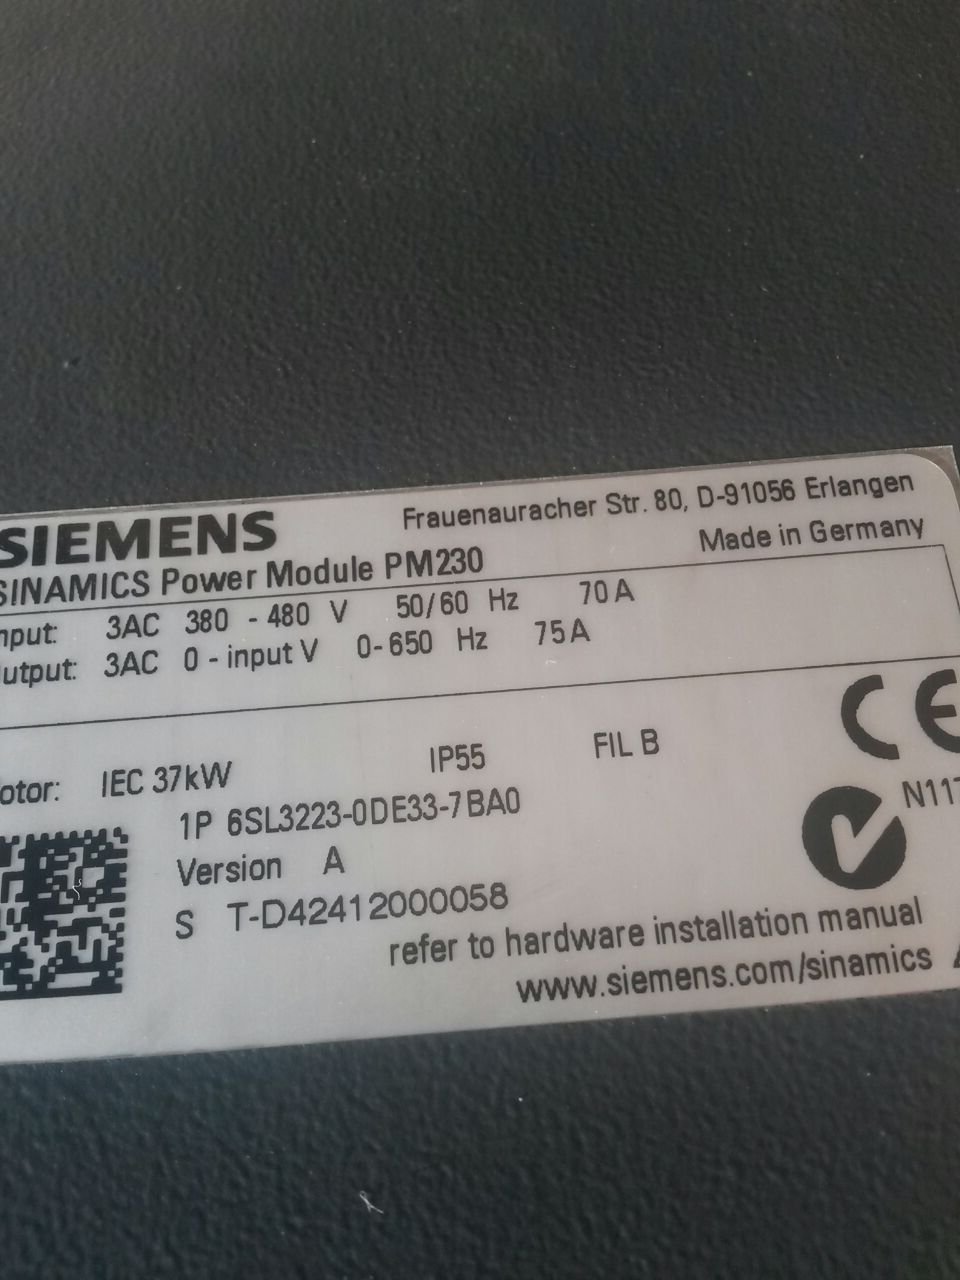 SIEMENS
Frauenauracher Str. 80, D-91056 Erlangen
SINAMICS Power Module PM230
Made in Germany
nput: 3AC 380 - 480 V 50/60 Hz 70 A
utput: 3AC 0 - input V 0-650 Hz 75 A
otor: IEC 37kW IP55 FIL B
CE
1P 6SL3223-0DE33-7BA0
N117
Version A
S T-D42412000058
refer to hardware installation manual
www.siemens.com/sinamics